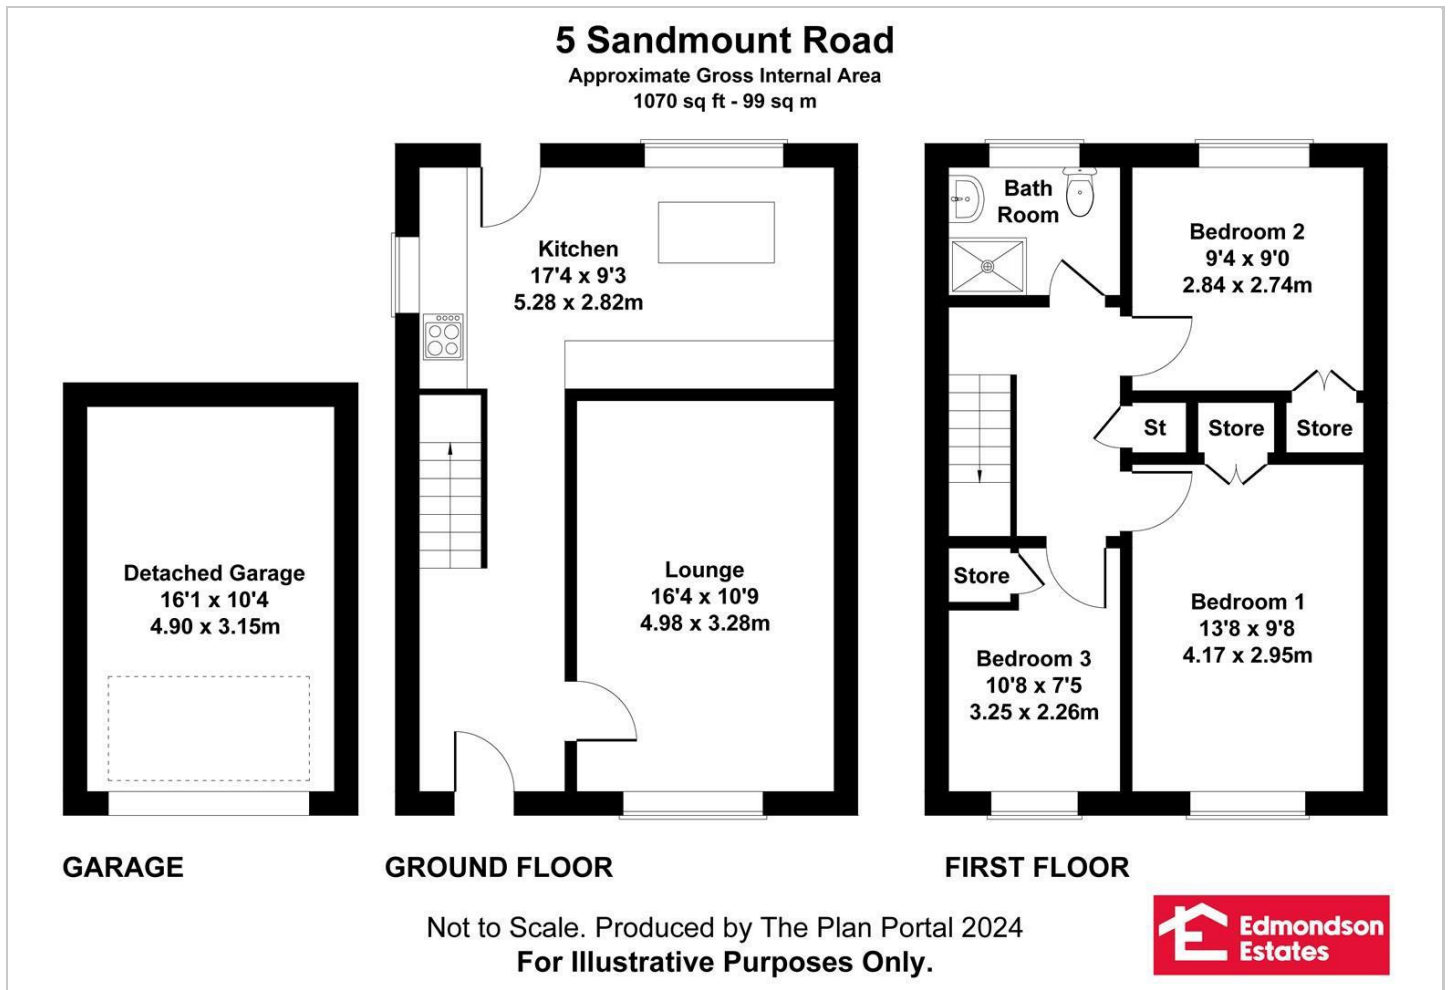 5 Sandmount Road
Approximate Gross Internal Area
1070 sq ft - 99 sq m
Kitchen
17'4 x 9'3
5.28 x 2.82m
Bath
Room
Bedroom 2
9'4 x 9'0
2.84 x 2.74m
St
Store
Store
Detached Garage
16'1 x 10'4
4.90 x 3.15m
Lounge
16'4 x 10'9
4.98 x 3.28m
Store
Bedroom 3
10'8 x 7'5
3.25 x 2.26m
Bedroom 1
13'8 x 9'8
4.17 x 2.95m
GARAGE
GROUND FLOOR
FIRST FLOOR
Not to Scale. Produced by The Plan Portal 2024
For Illustrative Purposes Only.
Edmondson
Estates